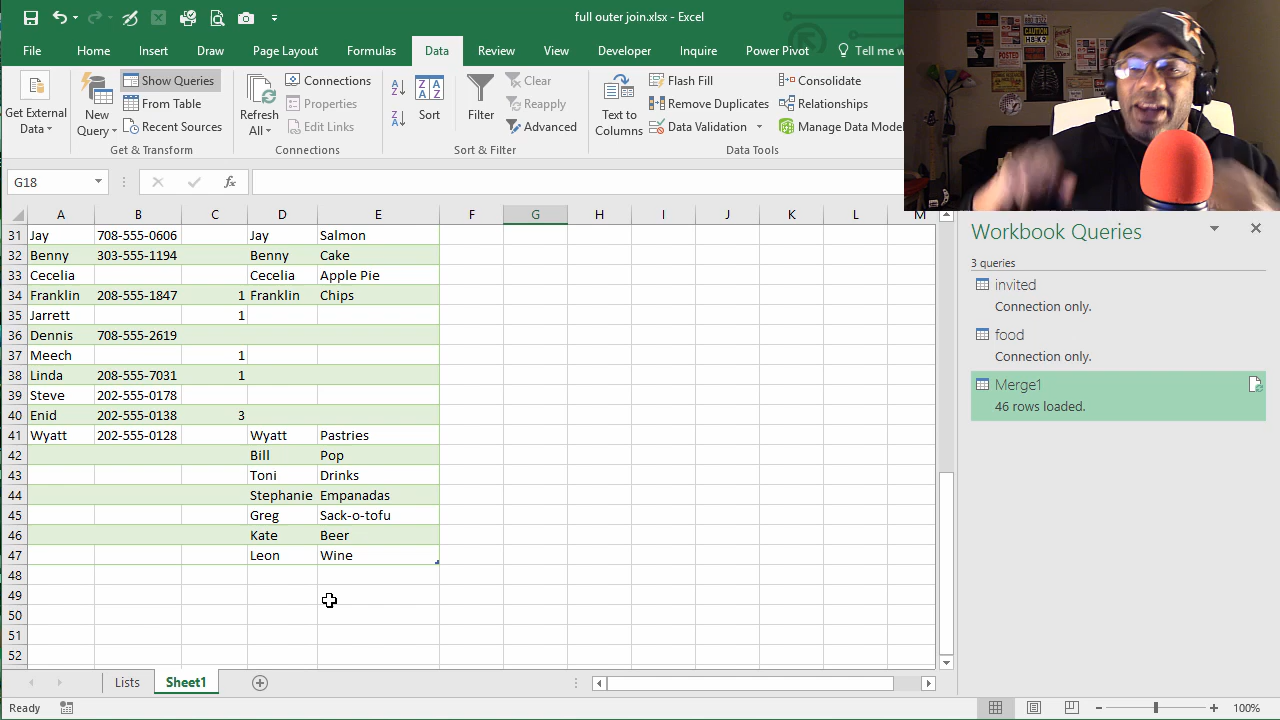 full outer join.xlsx - Excel
File Home Insert Draw Page Layout Formulas Data Review View Developer Inquire Power Pivot Tell me w
Get External Data
New Query
Show Queries
From Table
Recent Sources
Get & Transform
Refresh All
Connections
Properties
Edit Links
Connections
Sort
Filter
Clear
Reapply
Advanced
Sort & Filter
Text to Columns
Flash Fill
Remove Duplicates
Data Validation
Consolidate
Relationships
Manage Data Model
Data Tools
CAUTION
HB-X9
POSTED
G18
fx
A B C D E F G H I J K L M
31 Jay 708-555-0606 Jay Salmon
32 Benny 303-555-1194 Benny Cake
33 Cecelia Cecelia Apple Pie
34 Franklin 208-555-1847 1 Franklin Chips
35 Jarrett 1
36 Dennis 708-555-2619
37 Meech 1
38 Linda 208-555-7031 1
39 Steve 202-555-0178
40 Enid 202-555-0138 3
41 Wyatt 202-555-0128 Wyatt Pastries
42 Bill Pop
43 Toni Drinks
44 Stephanie Empanadas
45 Greg Sack-o-tofu
46 Kate Beer
47 Leon Wine
48
49
50
51
52
Workbook Queries
3 queries
invited
Connection only.
food
Connection only.
Merge1
46 rows loaded.
Lists Sheet1
Ready
100%